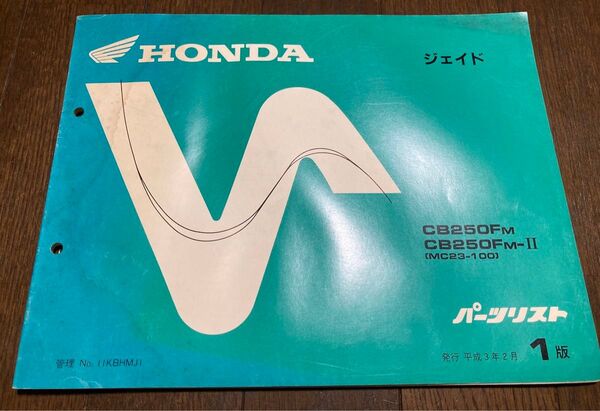 HONDA
ジェイド
CB250FM
CB250FM-II
(MC23-100)
パーツリスト
管理 No. 11KBHMJ1
発行 平成3年2月 1版